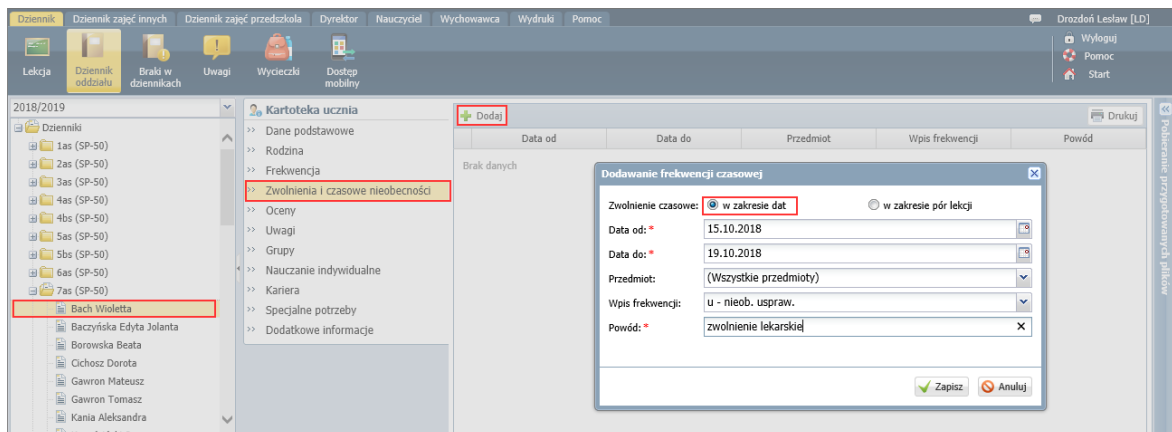 Dziennik Dziennik zajęć innych Dziennik zajęć przedszkola Dyrektor Nauczyciel Wychowawca Wydruki Pomoc Drozdoń Lesław [LD]
Lekcja
Dziennik oddziału
Braki w dziennikach
Uwagi
Wycieczki
Dostęp mobilny
Wyloguj
Pomoc
Start
2018/2019
Dzienniki
1as (SP-50)
2as (SP-50)
3as (SP-50)
4as (SP-50)
4bs (SP-50)
5as (SP-50)
5bs (SP-50)
6as (SP-50)
7as (SP-50)
Bach Wioletta
Baczyńska Edyta Jolanta
Borowska Beata
Cichosz Dorota
Gawron Mateusz
Gawron Tomasz
Kania Aleksandra
Kartoteka ucznia
>> Dane podstawowe
>> Rodzina
>> Frekwencja
>> Zwolnienia i czasowe nieobecności
>> Oceny
>> Uwagi
>> Grupy
>> Nauczanie indywidualne
>> Kariera
>> Specjalne potrzeby
>> Dodatkowe informacje
Dodaj
Drukuj
Data od Data do Przedmiot Wpis frekwencji Powód
Brak danych
Dodawanie frekwencji czasowej
Zwolnienie czasowe: w zakresie dat w zakresie pór lekcji
Data od: * 15.10.2018
Data do: * 19.10.2018
Przedmiot: (Wszystkie przedmioty)
Wpis frekwencji: u - nieob. uspraw.
Powód: * zwolnienie lekarskie
Zapisz Anuluj
Pobieranie przygotowanych plików